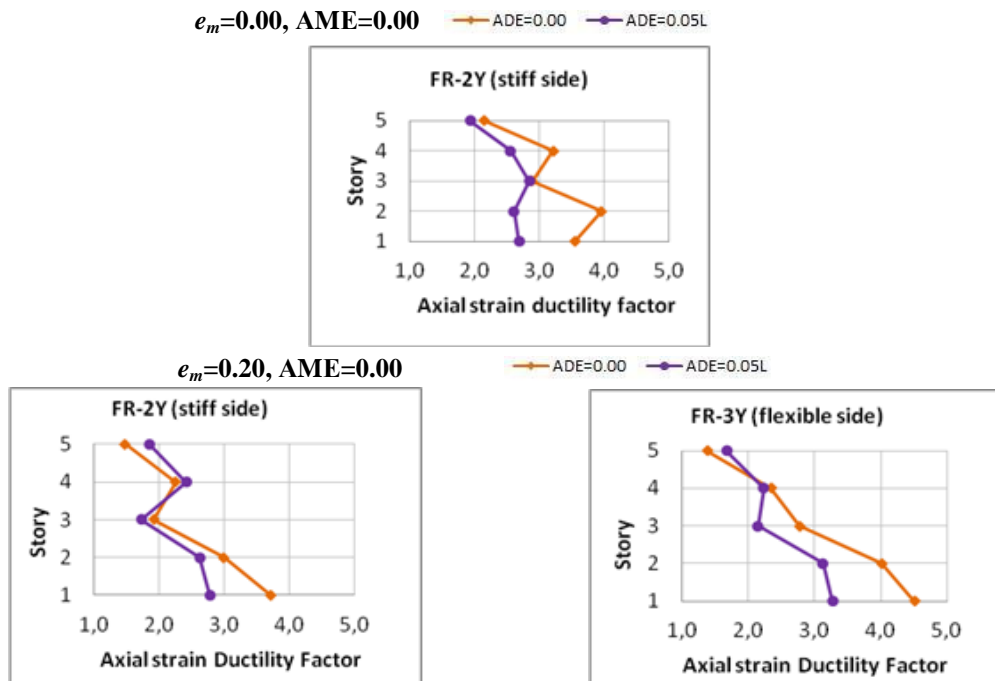 e_m=0.00, AME=0.00 ADE=0.00 ADE=0.05L
FR-2Y (stiff side)
5
4
3
2
1
Story
1,0 2,0 3,0 4,0 5,0
Axial strain ductility factor
e_m=0.20, AME=0.00 ADE=0.00 ADE=0.05L
FR-2Y (stiff side)
5
4
3
2
1
Story
1,0 2,0 3,0 4,0 5,0
Axial strain Ductility Factor
FR-3Y (flexible side)
5
4
3
2
1
Story
1,0 2,0 3,0 4,0 5,0
Axial strain Ductility Factor